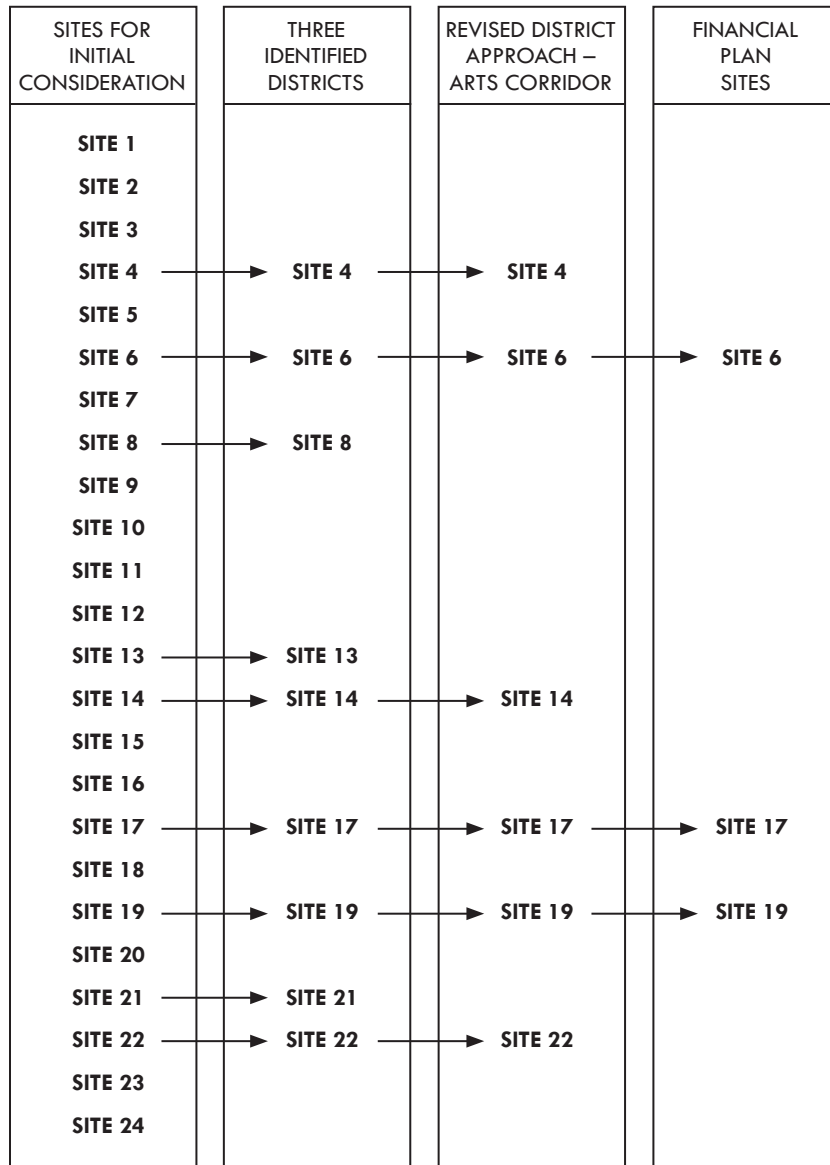 SITES FOR
INITIAL
CONSIDERATION
THREE
IDENTIFIED
DISTRICTS
REVISED DISTRICT
APPROACH –
ARTS CORRIDOR
FINANCIAL
PLAN
SITES
SITE 1
SITE 2
SITE 3
SITE 4 SITE 4 SITE 4
SITE 5
SITE 6 SITE 6 SITE 6 SITE 6
SITE 7
SITE 8 SITE 8
SITE 9
SITE 10
SITE 11
SITE 12
SITE 13 SITE 13
SITE 14 SITE 14 SITE 14
SITE 15
SITE 16
SITE 17 SITE 17 SITE 17 SITE 17
SITE 18
SITE 19 SITE 19 SITE 19 SITE 19
SITE 20
SITE 21 SITE 21
SITE 22 SITE 22 SITE 22
SITE 23
SITE 24